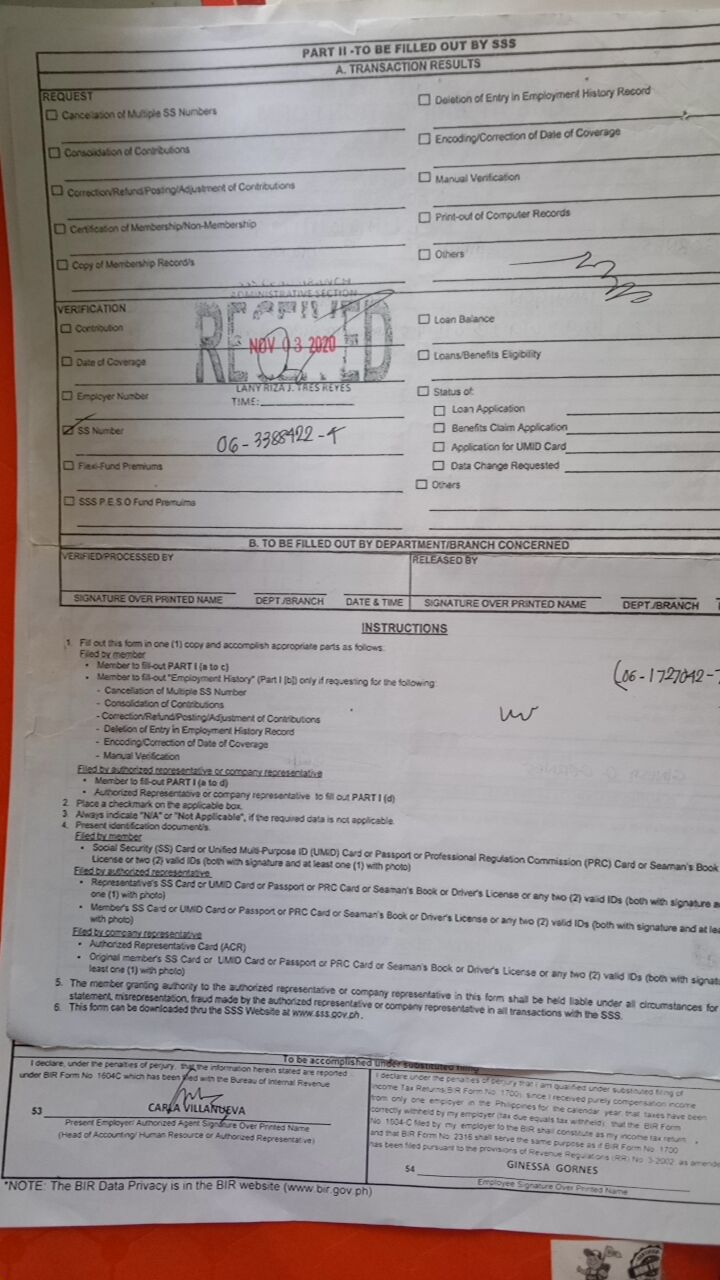 PART II -TO BE FILLED OUT BY SSS
A. TRANSACTION RESULTS
REQUEST
Cancellation of Multiple SS Numbers
Consolidation of Contributions
Correction/Refund/Posting/Adjustment of Contributions
Certification of Membership/Non-Membership
Copy of Membership Record/s
Deletion of Entry in Employment History Record
Encoding/Correction of Date of Coverage
Manual Verification
Print-out of Computer Records
Others
ADMINISTRATIVE SECTION
RECEIVED
NOV 03 2020
LANY RIZA J. TRES REYES
TIME:
VERIFICATION
Contribution
Date of Coverage
Employer Number
SS Number 06-3388422-4
Flexi-Fund Premiums
SSS P.E.S.O Fund Premuims
Loan Balance
Loans/Benefits Eligibility
Status of:
Loan Application
Benefits Claim Application
Application for UMID Card
Data Change Requested
Others
B. TO BE FILLED OUT BY DEPARTMENT/BRANCH CONCERNED
VERIFIED/PROCESSED BY RELEASED BY
SIGNATURE OVER PRINTED NAME DEPT./BRANCH DATE & TIME SIGNATURE OVER PRINTED NAME DEPT./BRANCH
INSTRUCTIONS
1. Fill out this form in one (1) copy and accomplish appropriate parts as follows:
Filed by member
• Member to fill-out PART I (a to c)
• Member to fill-out "Employment History" (Part I [b]) only if requesting for the following:
- Cancellation of Multiple SS Number
- Consolidation of Contributions
- Correction/Refund/Posting/Adjustment of Contributions
- Deletion of Entry in Employment History Record
- Encoding/Correction of Date of Coverage
- Manual Verification
(06-1727042-7
Filed by authorized representative or company representative
• Member to fill-out PART I (a to d)
• Authorized Representative or company representative to fill out PART I (d)
2. Place a checkmark on the applicable box.
3. Always indicate "N/A" or "Not Applicable", if the required data is not applicable.
4. Present identification document/s.
Filed by member
• Social Security (SS) Card or Unified Multi-Purpose ID (UMID) Card or Passport or Professional Regulation Commission (PRC) Card or Seaman's Book
License or two (2) valid IDs (both with signature and at least one (1) with photo)
Filed by authorized representative
• Representative's SS Card or UMID Card or Passport or PRC Card or Seaman's Book or Driver's License or any two (2) valid IDs (both with signature
one (1) with photo)
• Member's SS Card or UMID Card or Passport or PRC Card or Seaman's Book or Driver's License or any two (2) valid IDs (both with signature and at
with photo)
Filed by company representative
• Authorized Representative Card (ACR)
• Original member's SS Card or UMID Card or Passport or PRC Card or Seaman's Book or Driver's License or any two (2) valid IDs (both with
least one (1) with photo)
5. The member granting authority to the authorized representative or company representative in this form shall be held liable under all circumstances for
statement, misrepresentation, fraud made by the authorized representative or company representative in all transactions with the SSS.
6. This form can be downloaded thru the SSS Website at www.sss.gov.ph.
To be accomplished under substituted filing
I declare, under the penalties of perjury, that the information herein stated are reported
under BIR Form No. 1604C which has been filed with the Bureau of Internal Revenue
53 CARLA VILLANUEVA
Present Employer/ Authorized Agent Signature Over Printed Name
(Head of Accounting/ Human Resource or Authorized Representative)
I declare under the penalties of perjury that I am qualified under substituted filing of
Income Tax Returns(BIR Form No. 1700), since I received purely compensation income
from only one employer in the Philippines for the calendar year; that taxes have been
correctly withheld by my employer (tax due equals tax withheld); that the BIR Form
No. 1604-C filed by my employer to the BIR shall constitute as my income tax return
and that BIR Form No. 2316 shall serve the same purpose as if BIR Form No. 1700
has been filed pursuant to the provisions of Revenue Regulations (RR) No. 3-2002, as
54 GINESSA GORNES
Employee Signature Over Printed Name
*NOTE: The BIR Data Privacy is in the BIR website (www.bir.gov.ph)